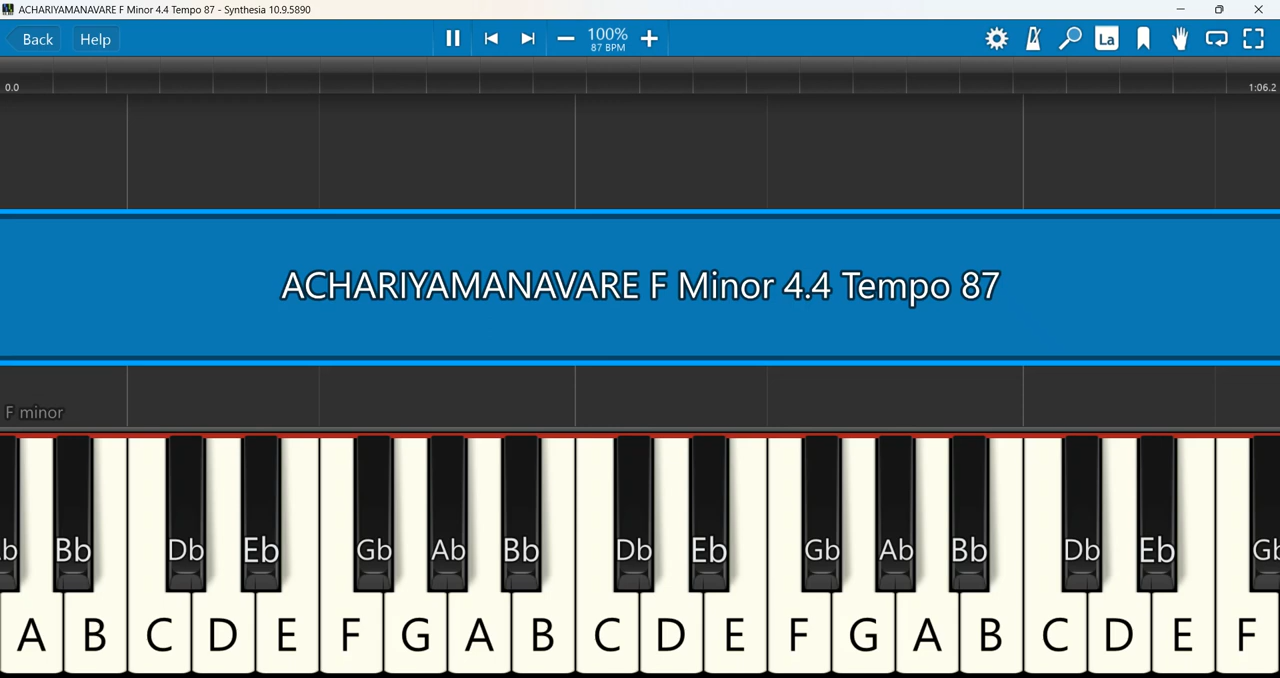 ACHARIYAMANAVARE F Minor 4.4 Tempo 87 - Synthesia 10.9.5890
Back Help 100% La
87 BPM
0.0 1:06.2
ACHARIYAMANAVARE F Minor 4.4 Tempo 87
F minor
Bb Db Eb Gb Ab Bb Db Eb Gb Ab Bb Db Eb
A B C D E F G A B C D E F G A B C D E F